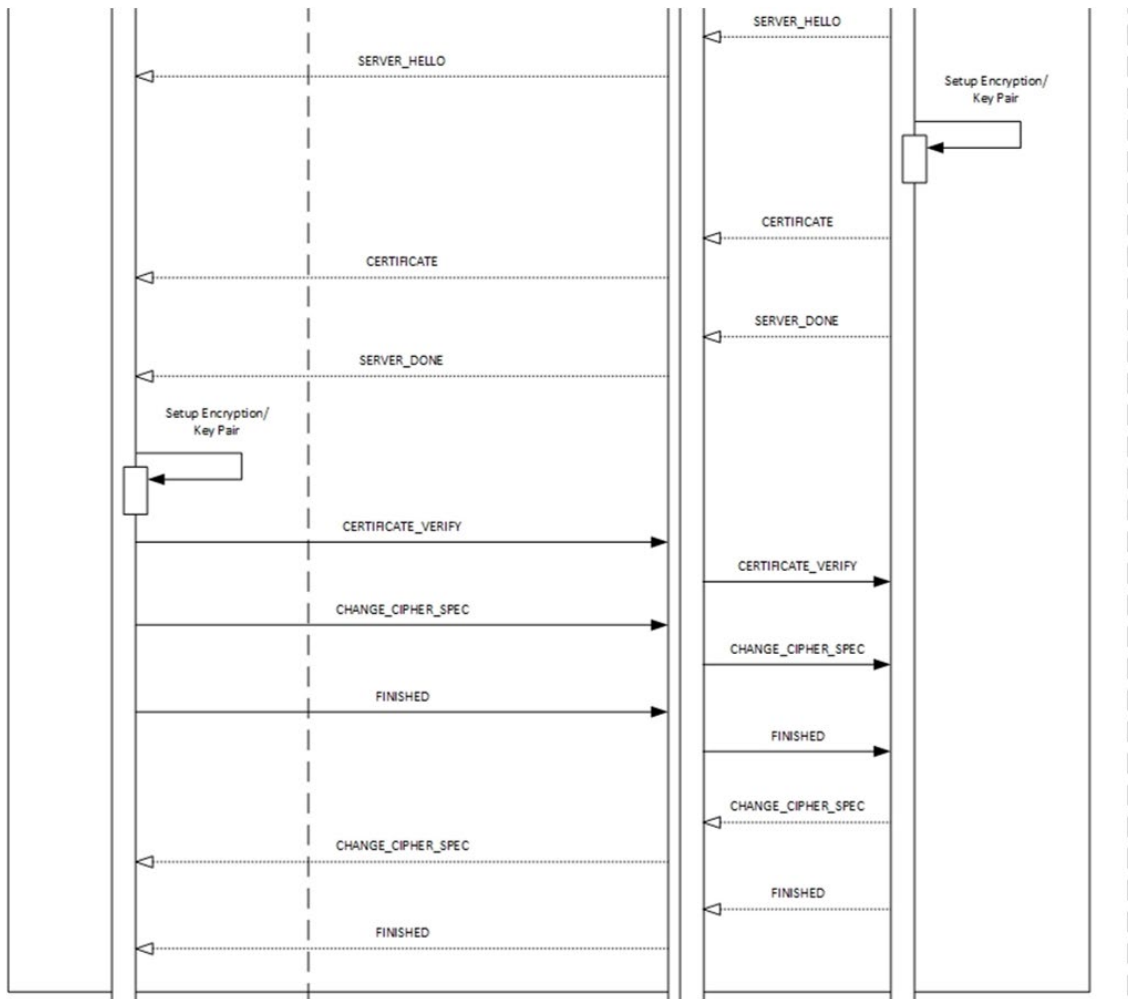 SERVER_HELLO
SERVER_HELLO
Setup Encryption/
Key Pair
CERTIFICATE
CERTIFICATE
SERVER_DONE
SERVER_DONE
Setup Encryption/
Key Pair
CERTIFICATE_VERIFY
CERTIFICATE_VERIFY
CHANGE_CIPHER_SPEC
CHANGE_CIPHER_SPEC
FINISHED
FINISHED
CHANGE_CIPHER_SPEC
CHANGE_CIPHER_SPEC
FINISHED
FINISHED